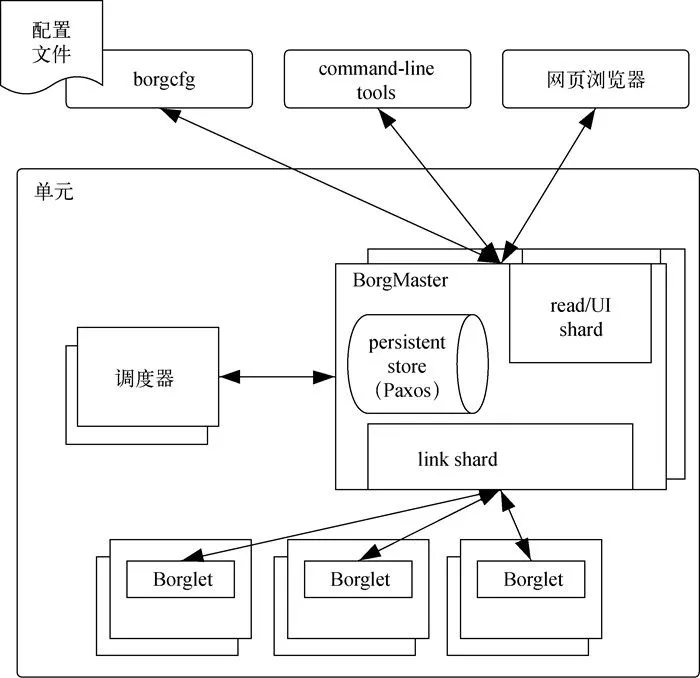 配置
文件
borgcfg
command-line
tools
网页浏览器
单元
BorgMaster
read/UI
shard
persistent
store
（Paxos）
调度器
link shard
Borglet
Borglet
Borglet